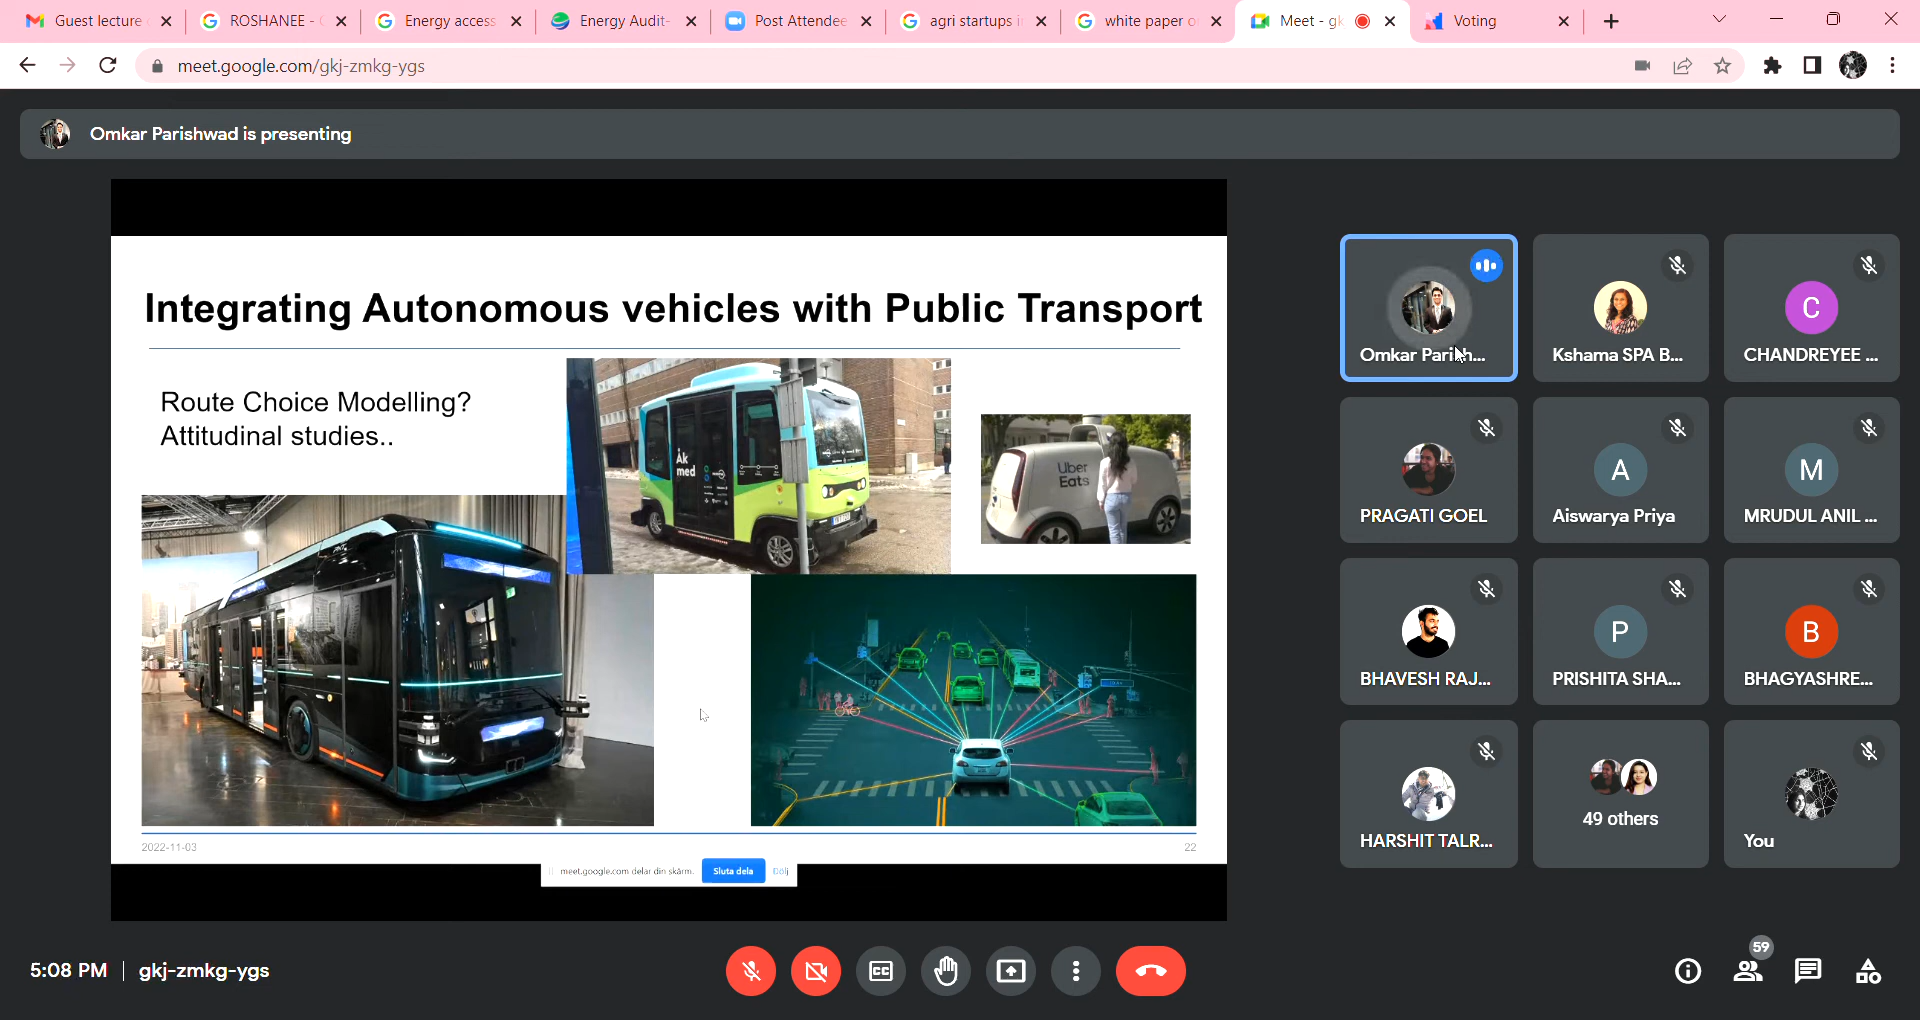 Guest lecture
ROSHANEE -
Energy access
Energy Audit-
Post Attendee
agri startups i
white paper o
Meet - gk
Voting
meet.google.com/gkj-zmkg-ygs
Omkar Parishwad is presenting
Integrating Autonomous vehicles with Public Transport
Route Choice Modelling?
Attitudinal studies..
Åk
med
Uber
Eats
2022-11-03
22
meet.google.com delar din skärm.
Sluta dela
Dölj
Omkar Parish...
Kshama SPA B...
C
CHANDREYEE ...
PRAGATI GOEL
A
Aiswarya Priya
M
MRUDUL ANIL ...
BHAVESH RAJ...
P
PRISHITA SHA...
B
BHAGYASHRE...
HARSHIT TALR...
49 others
You
5:08 PM | gkj-zmkg-ygs
CC
59